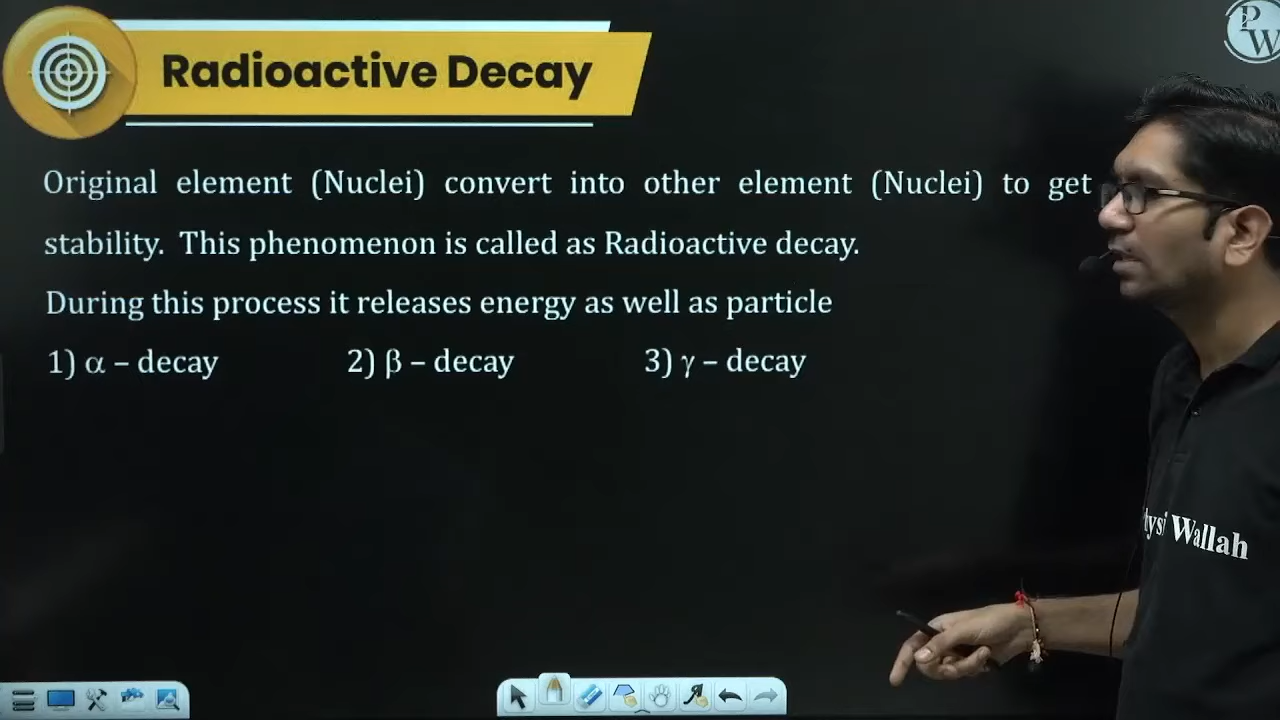 Radioactive Decay
P
W
Original element (Nuclei) convert into other element (Nuclei) to get
stability. This phenomenon is called as Radioactive decay.
During this process it releases energy as well as particle
1) α – decay 2) β – decay 3) γ – decay
Wallah